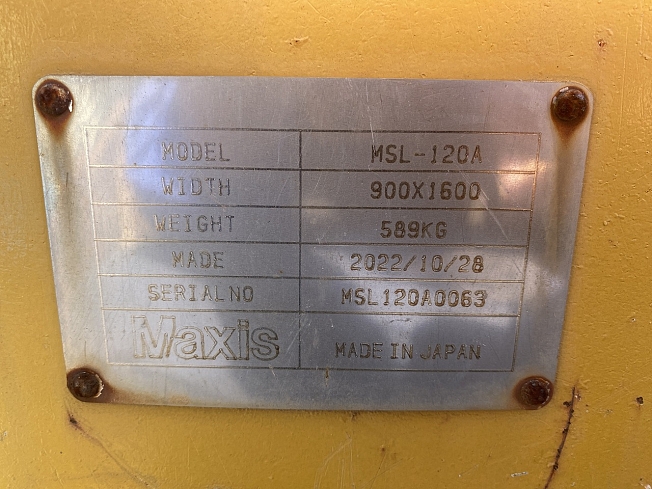 MODEL MSL-120A
WIDTH 900X1600
WEIGHT 589KG
MADE 2022/10/28
SERIALNO MSL120A0063
Maxis MADE IN JAPAN